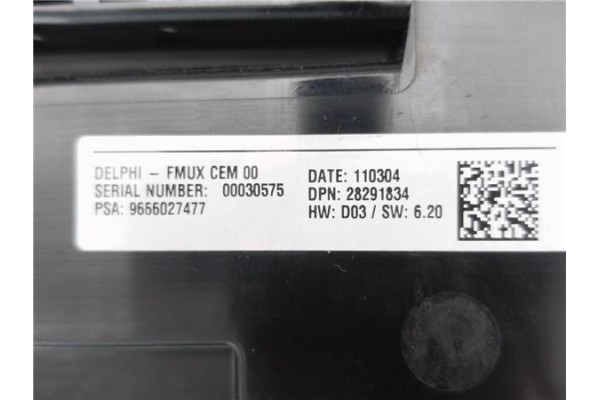 DELPHI - FMUX CEM 00
SERIAL NUMBER: 00030575
PSA: 9666027477
DATE: 110304
DPN: 28291834
HW: D03 / SW: 6.20